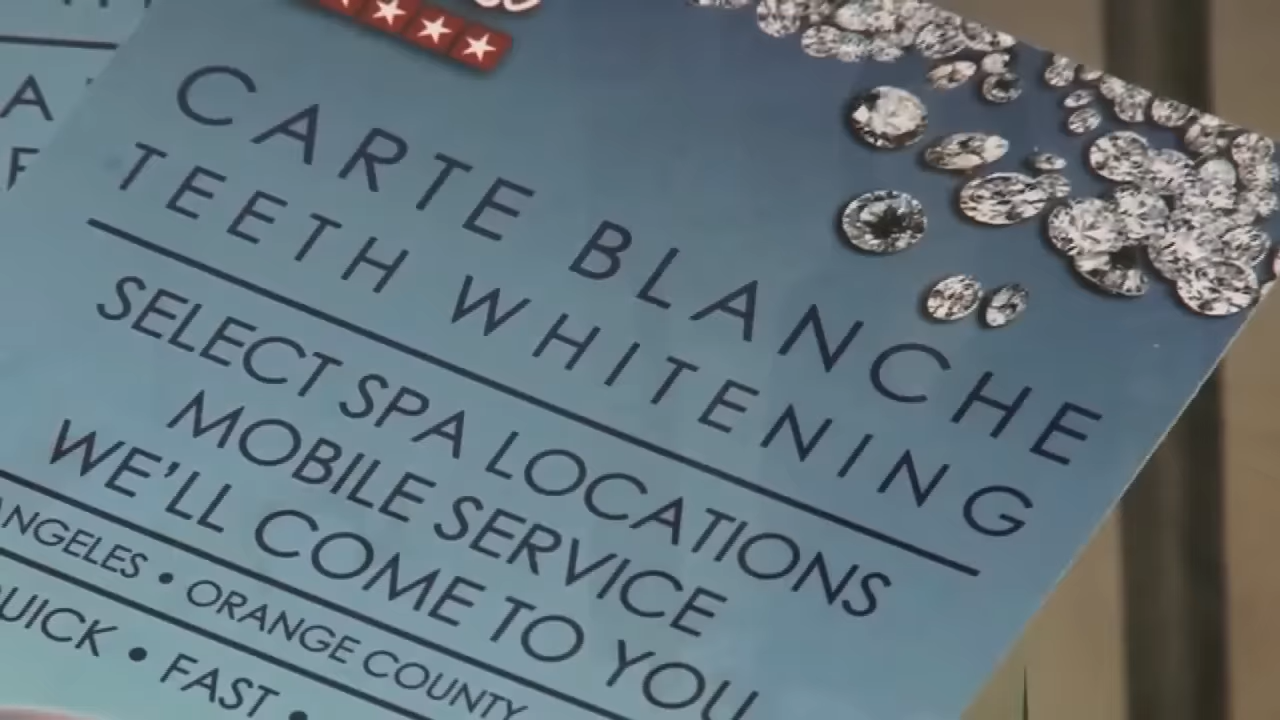 CARTE BLANCHE
TEETH WHITENING
SELECT SPA LOCATIONS
MOBILE SERVICE
WE'LL COME TO YOU
ANGELES • ORANGE COUNTY
QUICK • FAST •